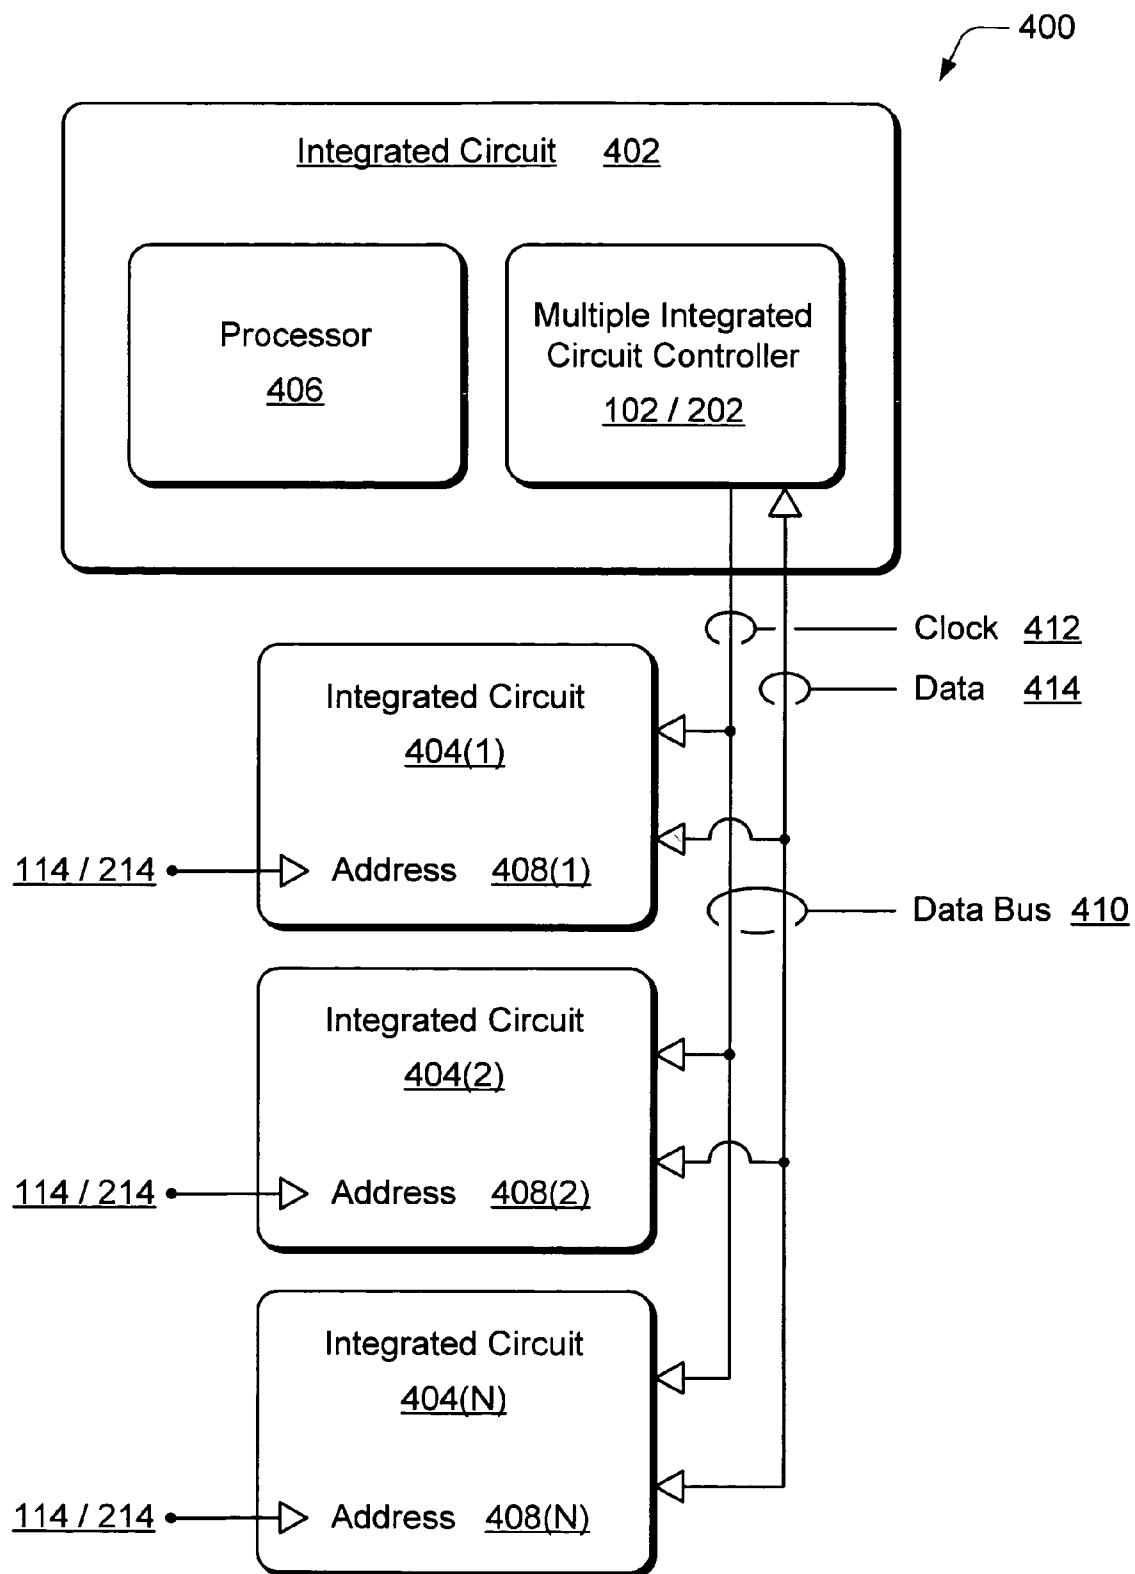 400
Integrated Circuit 402
Processor
406
Multiple Integrated
Circuit Controller
102 / 202
Clock 412
Data 414
Integrated Circuit
404(1)
114 / 214
Address 408(1)
Data Bus 410
Integrated Circuit
404(2)
114 / 214
Address 408(2)
Integrated Circuit
404(N)
114 / 214
Address 408(N)